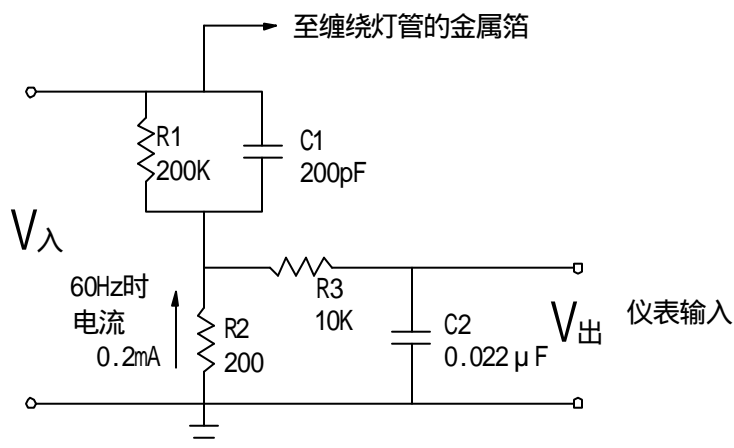 至缠绕灯管的金属箔
R1
200K
C1
200pF
V入
60Hz时
电流
0.2mA
R2
200
R3
10K
C2
0.022μF
V出
仪表输入